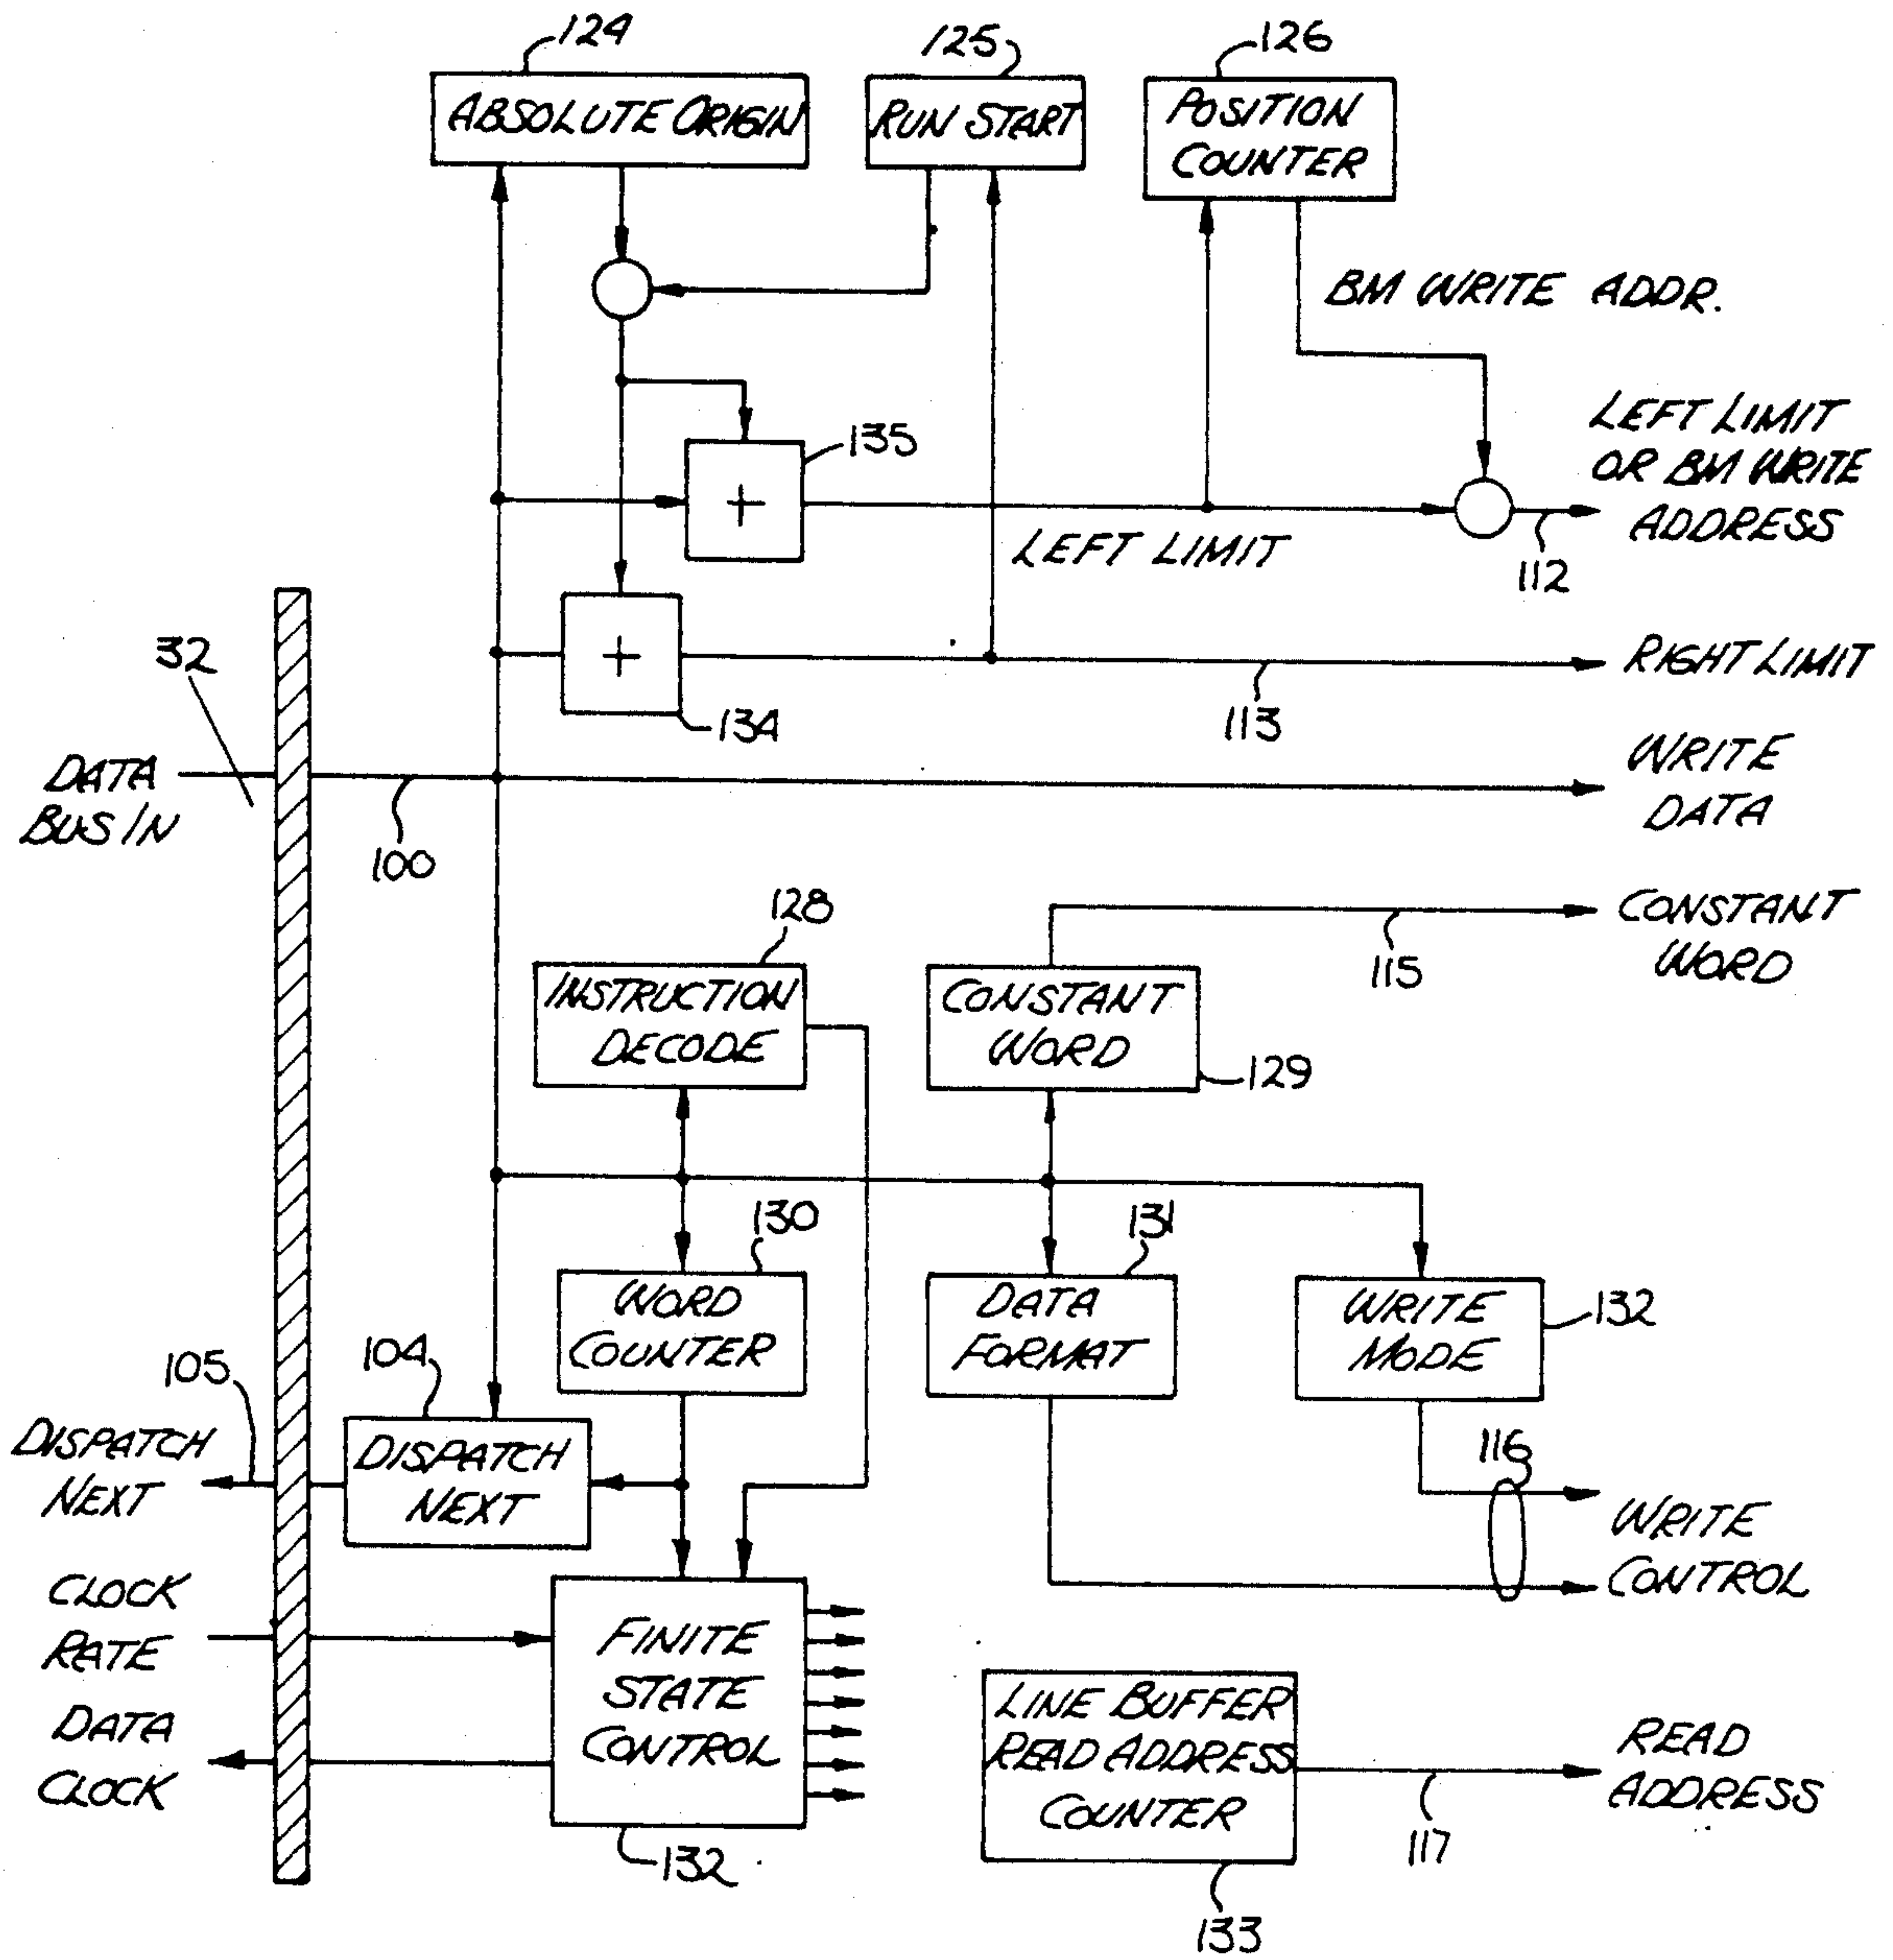 124
125
126
ABSOLUTE ORIGIN
RUN START
POSITION
COUNTER
BM WRITE ADDR.
135
+
LEFT LIMIT
LEFT LIMIT
OR BM WRITE
ADDRESS
112
32
+
134
113
RIGHT LIMIT
DATA
BUS IN
100
WRITE
DATA
128
INSTRUCTION
DECODE
CONSTANT
WORD
129
115
CONSTANT
WORD
130
WORD
COUNTER
131
DATA
FORMAT
WRITE
MODE
132
105
104
DISPATCH
NEXT
DISPATCH
NEXT
116
WRITE
CONTROL
CLOCK
RATE
DATA
CLOCK
FINITE
STATE
CONTROL
132
LINE BUFFER
READ ADDRESS
COUNTER
133
117
READ
ADDRESS